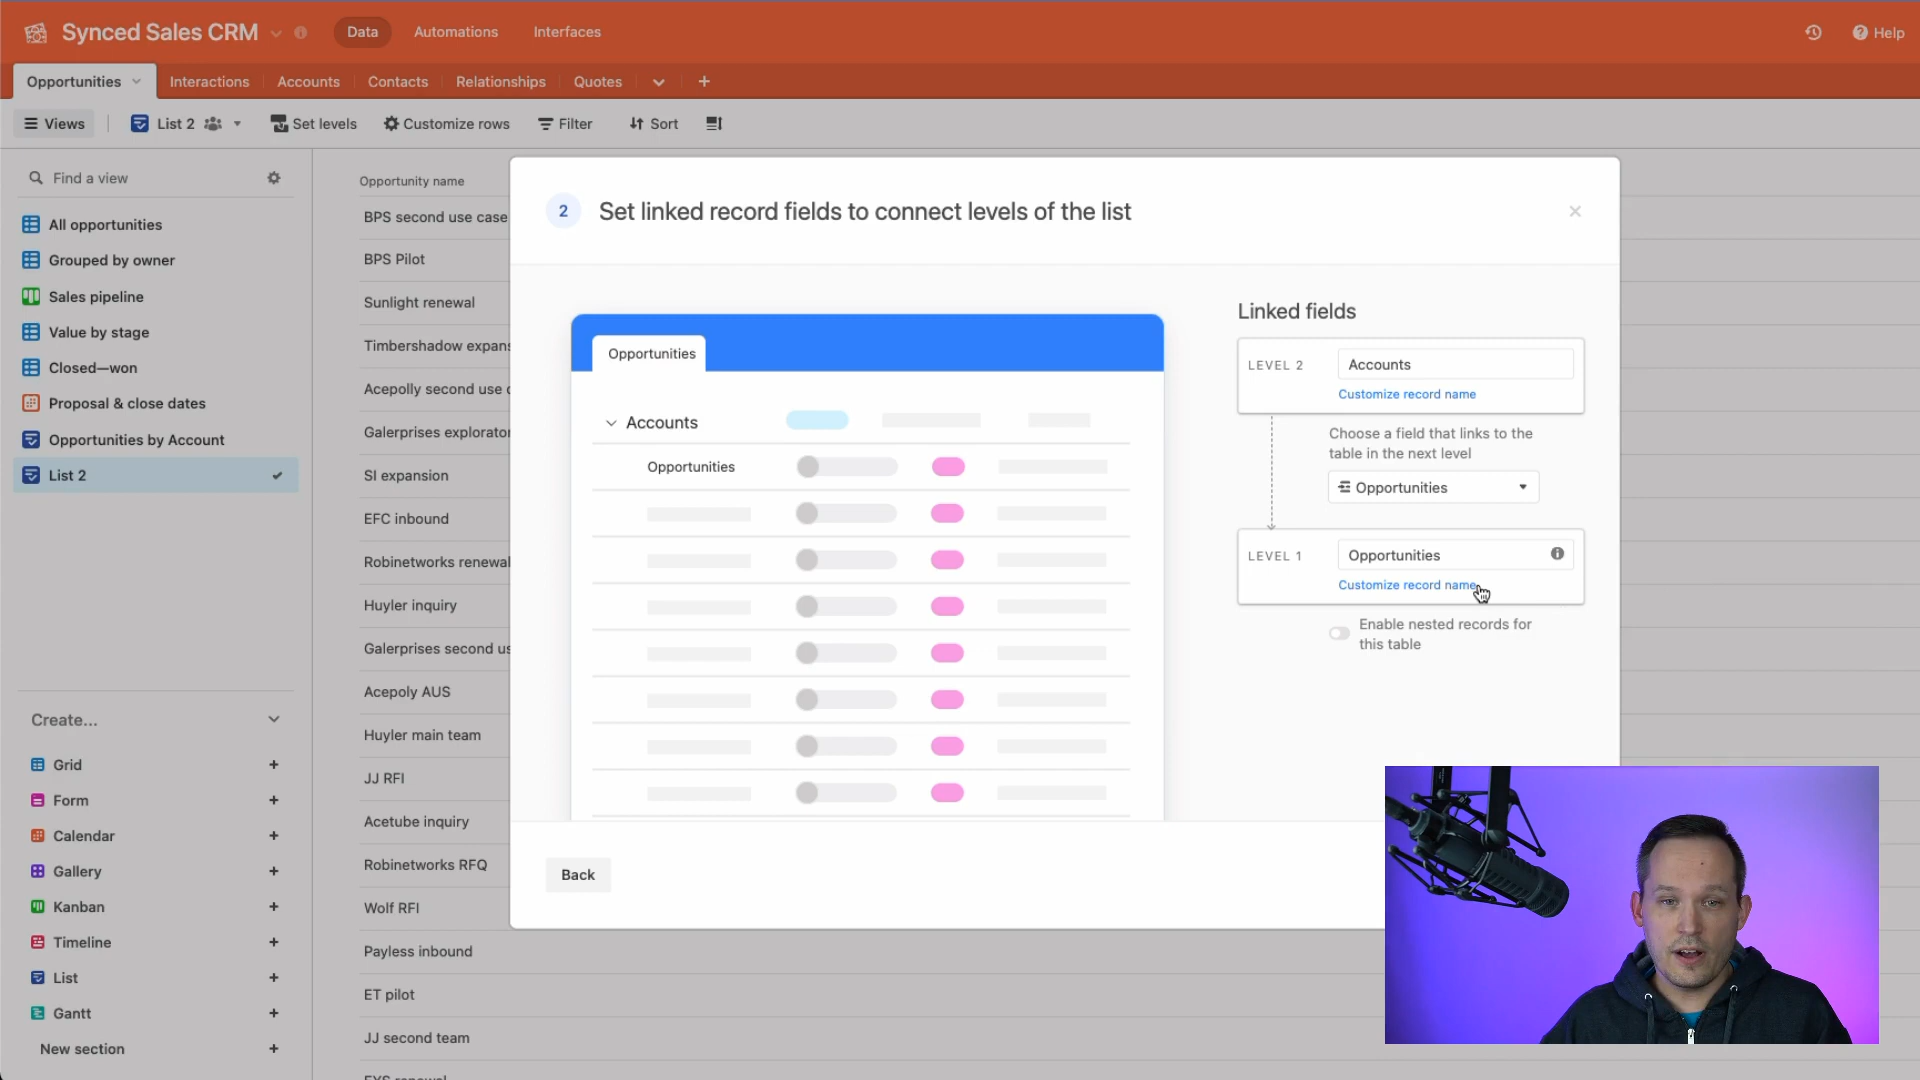 Synced Sales CRM
Data
Automations
Interfaces
Help
Opportunities
Interactions
Accounts
Contacts
Relationships
Quotes
Views
List 2
Set levels
Customize rows
Filter
Sort
Find a view
All opportunities
Grouped by owner
Sales pipeline
Value by stage
Closed—won
Proposal & close dates
Opportunities by Account
List 2
Create...
Grid
Form
Calendar
Gallery
Kanban
Timeline
List
Gantt
New section
Opportunity name
BPS second use case
BPS Pilot
Sunlight renewal
Timbershadow expans
Acepolly second use
Galerprises explorator
SI expansion
EFC inbound
Robinetworks renewal
Huyler inquiry
Galerprises second us
Acepoly AUS
Huyler main team
JJ RFI
Acetube inquiry
Robinetworks RFQ
Wolf RFI
Payless inbound
ET pilot
JJ second team
2
Set linked record fields to connect levels of the list
Opportunities
Accounts
Opportunities
Linked fields
LEVEL 2
Accounts
Customize record name
Choose a field that links to the
table in the next level
Opportunities
LEVEL 1
Opportunities
Customize record name
Enable nested records for
this table
Back